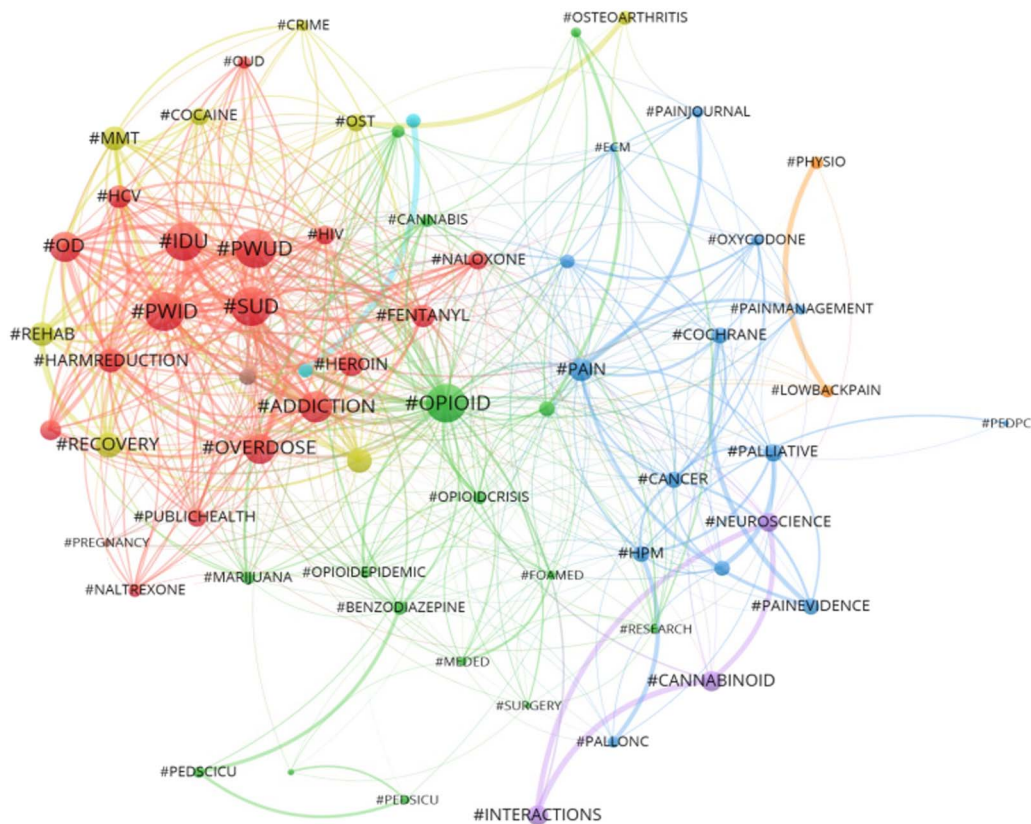 #OSTEOARTHRITIS
#CRIME
#OUD
#COCAINE
#PAINJOURNAL
#OST
#MMT
#ECM
#PHYSIO
#HCV
#CANNABIS
#HIV
#IDU
#PWUD
#OD
#OXYCODONE
#NALOXONE
#SUD
#PWID
#PAINMANAGEMENT
#FENTANYL
#REHAB
#COCHRANE
#HARMREDUCTION
#HEROIN
#PAIN
#LOWBACKPAIN
#OPIOID
#ADDICTION
#PEDPC
#RECOVERY
#OVERDOSE
#PALLIATIVE
#CANCER
#OPIOIDCRISIS
#PUBLICHEALTH
#NEUROSCIENCE
#PREGNANCY
#HPM
#OPIOIDEPIDEMIC
#FOAMED
#MARIJUANA
#NALTREXONE
#BENZODIAZEPINE
#PAINEVIDENCE
#RESEARCH
#MEDED
#CANNABINOID
#SURGERY
#PALLONC
#PEDSCICU
#PEDSICU
#INTERACTIONS